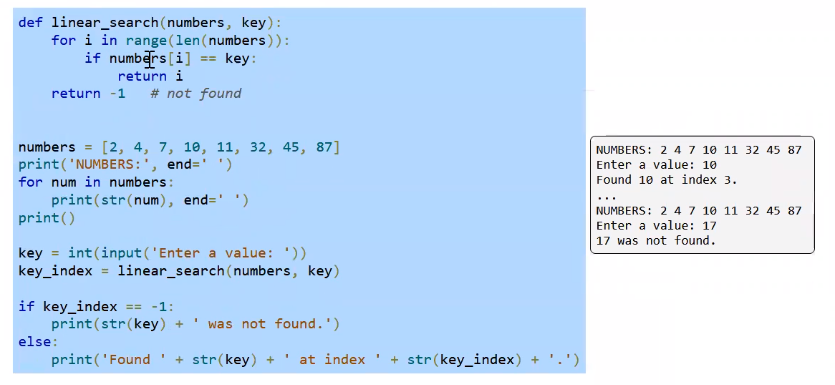 def linear_search(numbers, key):
    for i in range(len(numbers)):
        if numbers[i] == key:
            return i
    return -1   # not found
numbers = [2, 4, 7, 10, 11, 32, 45, 87]
print('NUMBERS:', end=' ')
for num in numbers:
    print(str(num), end=' ')
print()
key = int(input('Enter a value: '))
key_index = linear_search(numbers, key)
if key_index == -1:
    print(str(key) + ' was not found.')
else:
    print('Found ' + str(key) + ' at index ' + str(key_index) + '.')
NUMBERS: 2 4 7 10 11 32 45 87
Enter a value: 10
Found 10 at index 3.
...
NUMBERS: 2 4 7 10 11 32 45 87
Enter a value: 17
17 was not found.